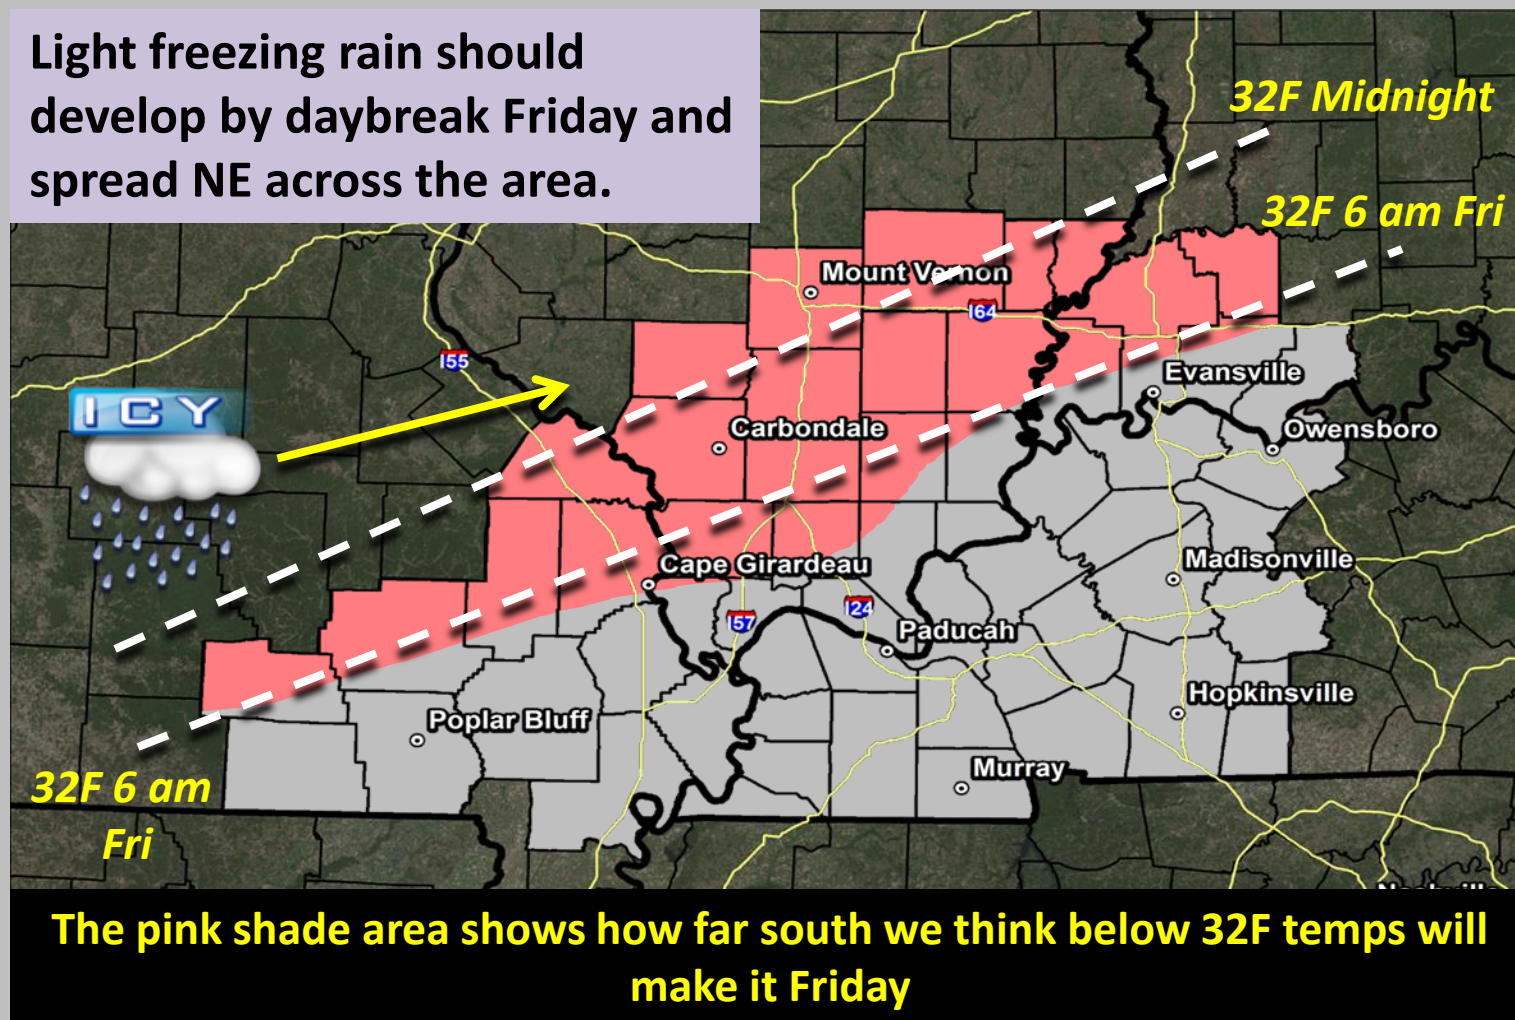 Light freezing rain should
develop by daybreak Friday and
spread NE across the area.
32F Midnight
32F 6 am Fri
Mount Vernon
I64
I55
ICY
Evansville
Carbondale
Owensboro
Cape Girardeau
Madisonville
I57
I24
Paducah
Hopkinsville
Poplar Bluff
Murray
32F 6 am
Fri
The pink shade area shows how far south we think below 32F temps will
make it Friday